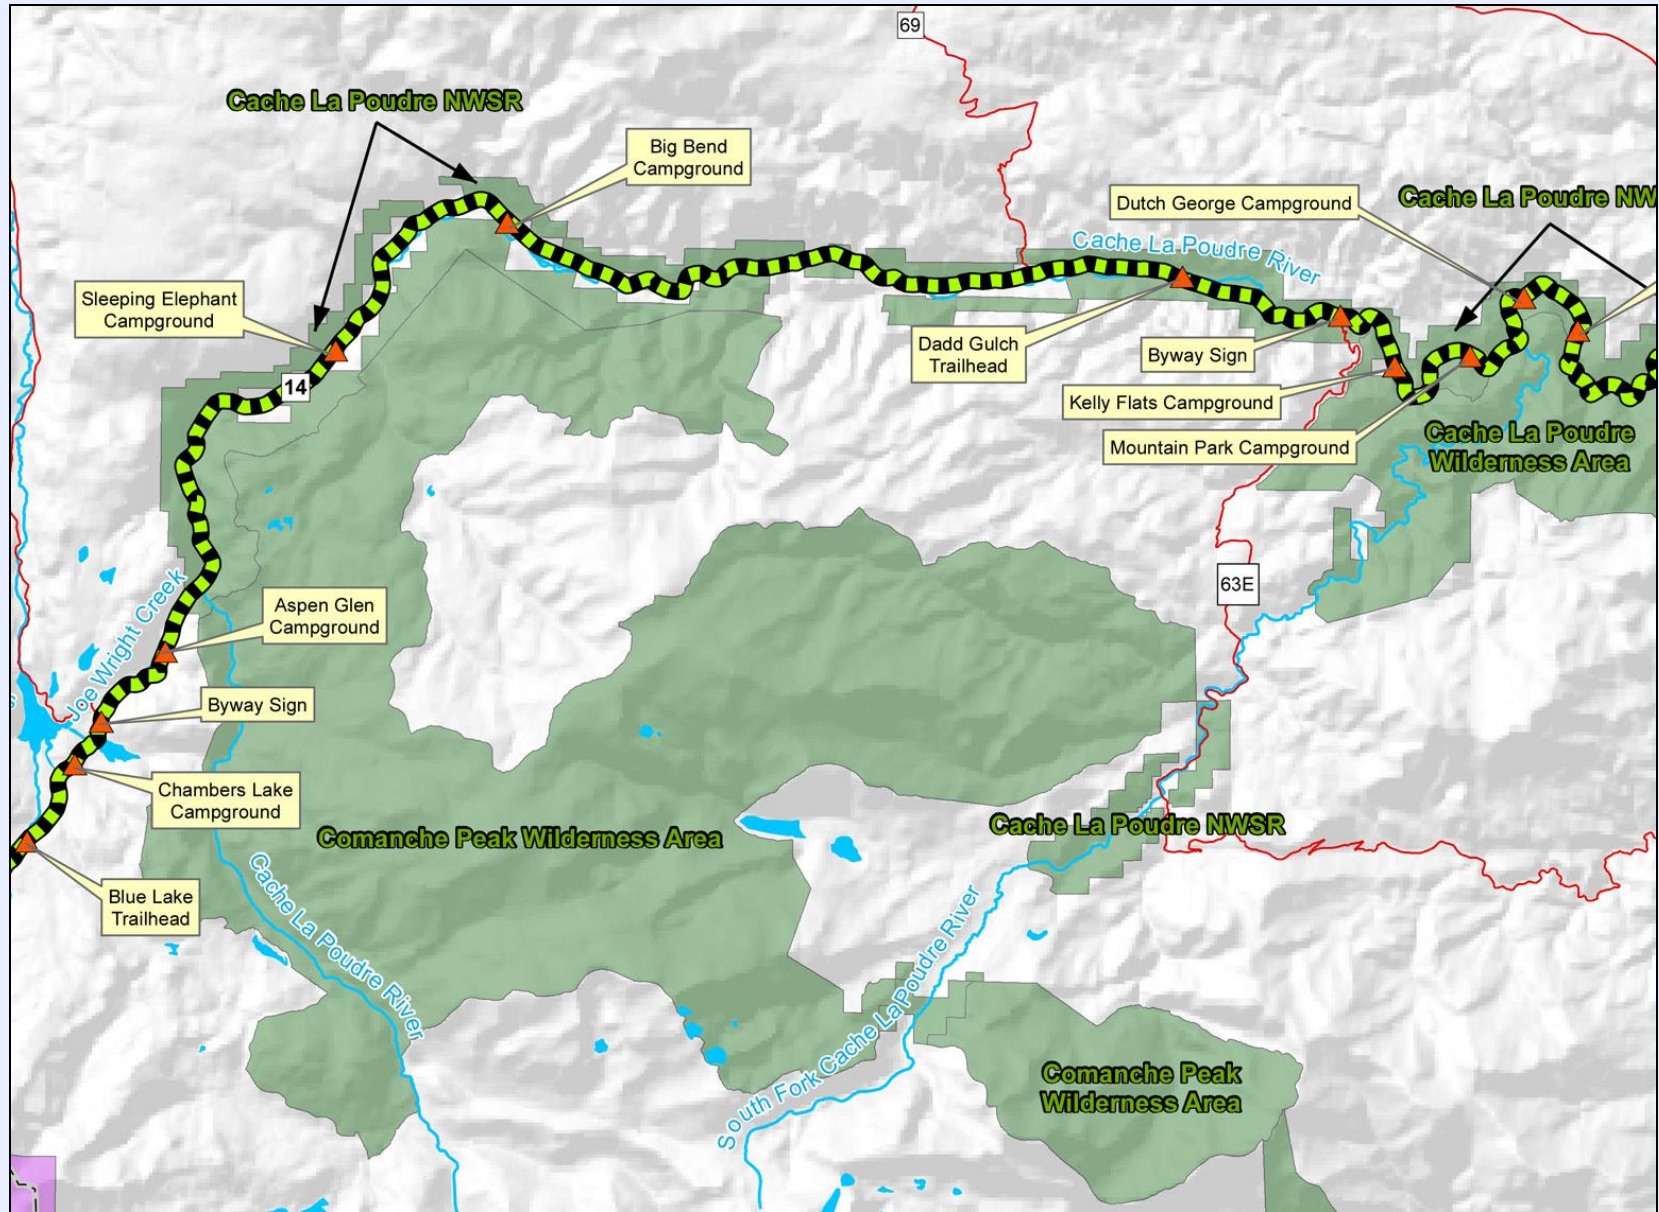 69
Cache La Poudre NWSR
Big Bend
Campground
Dutch George Campground
Cache La Poudre NW
Cache La Poudre River
Sleeping Elephant
Campground
Dadd Gulch
Trailhead
Byway Sign
14
Kelly Flats Campground
Mountain Park Campground
Cache La Poudre
Wilderness Area
63E
Joe Wright Creek
Aspen Glen
Campground
Byway Sign
Chambers Lake
Campground
Comanche Peak Wilderness Area
Cache La Poudre NWSR
Blue Lake
Trailhead
Cache La Poudre River
South Fork Cache La Poudre River
Comanche Peak
Wilderness Area